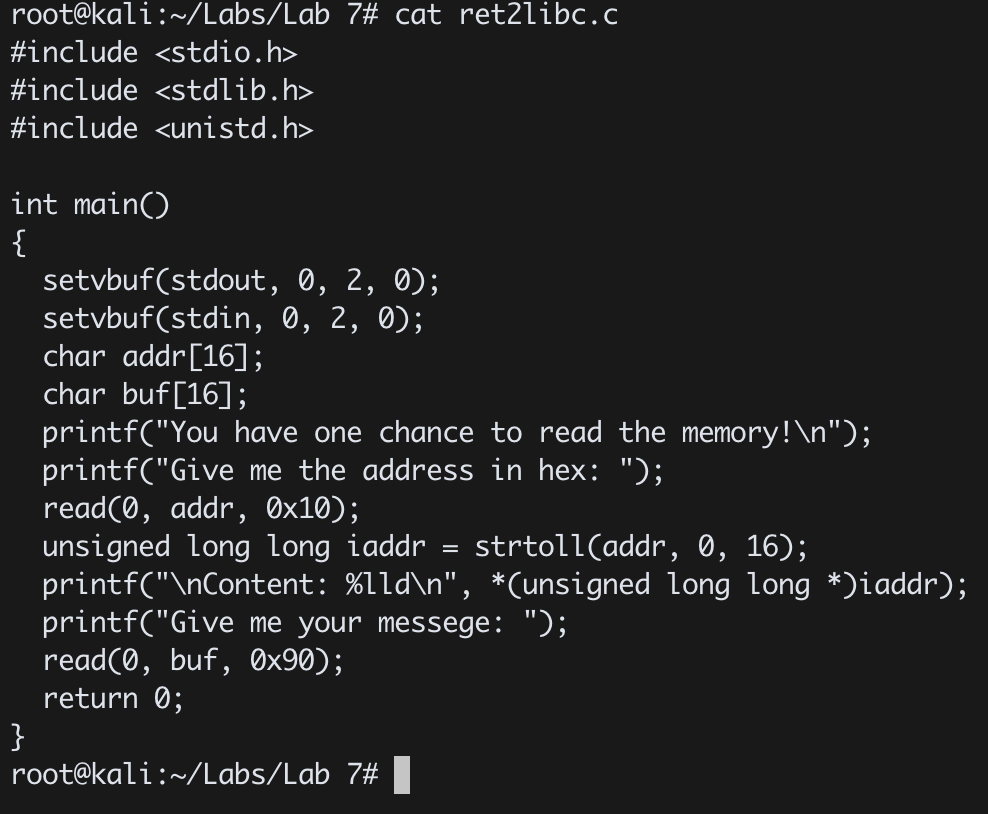 root@kali:~/Labs/Lab 7# cat ret2libc.c
#include <stdio.h>
#include <stdlib.h>
#include <unistd.h>

int main()
{
  setvbuf(stdout, 0, 2, 0);
  setvbuf(stdin, 0, 2, 0);
  char addr[16];
  char buf[16];
  printf("You have one chance to read the memory!\n");
  printf("Give me the address in hex: ");
  read(0, addr, 0x10);
  unsigned long long iaddr = strtoll(addr, 0, 16);
  printf("\nContent: %lld\n", *(unsigned long long *)iaddr);
  printf("Give me your messege: ");
  read(0, buf, 0x90);
  return 0;
}
root@kali:~/Labs/Lab 7#